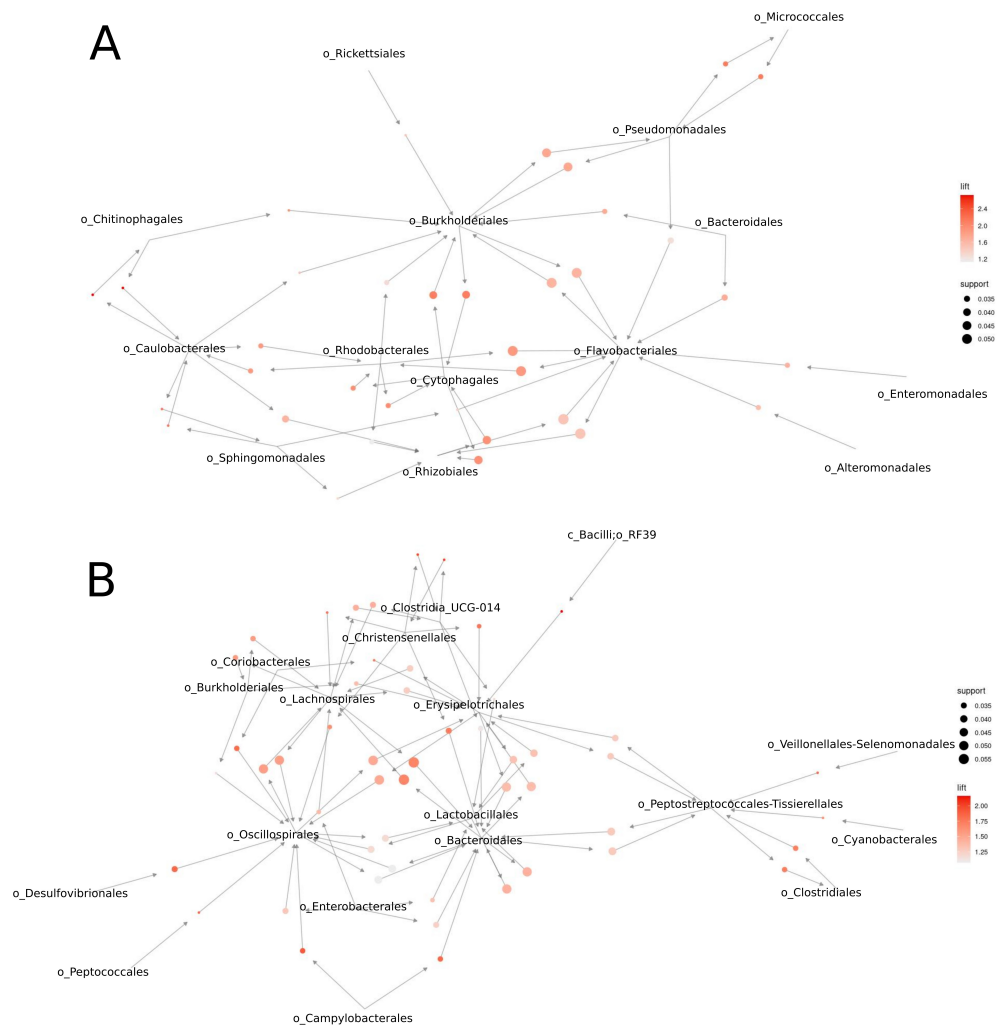 A
o_Micrococcales
o_Rickettsiales
o_Pseudomonadales
o_Chitinophagales
o_Burkholderiales
o_Bacteroidales
o_Caulobacterales
o_Rhodobacterales
o_Flavobacteriales
o_Cytophagales
o_Enteromonadales
o_Sphingomonadales
o_Rhizobiales
o_Alteromonadales
lift
2.4
2.0
1.6
1.2
support
0.035
0.040
0.045
0.050
B
c_Bacilli;o_RF39
o_Clostridia_UCG-014
o_Christensenellales
o_Coriobacterales
o_Burkholderiales
o_Lachnospirales
o_Erysipelotrichales
o_Veillonellales-Selenomonadales
o_Peptostreptococcales-Tissierellales
o_Lactobacillales
o_Oscillospirales
o_Bacteroidales
o_Cyanobacterales
o_Desulfovibrionales
o_Clostridiales
o_Enterobacterales
o_Peptococcales
o_Campylobacterales
support
0.035
0.040
0.045
0.050
0.055
lift
2.00
1.75
1.50
1.25